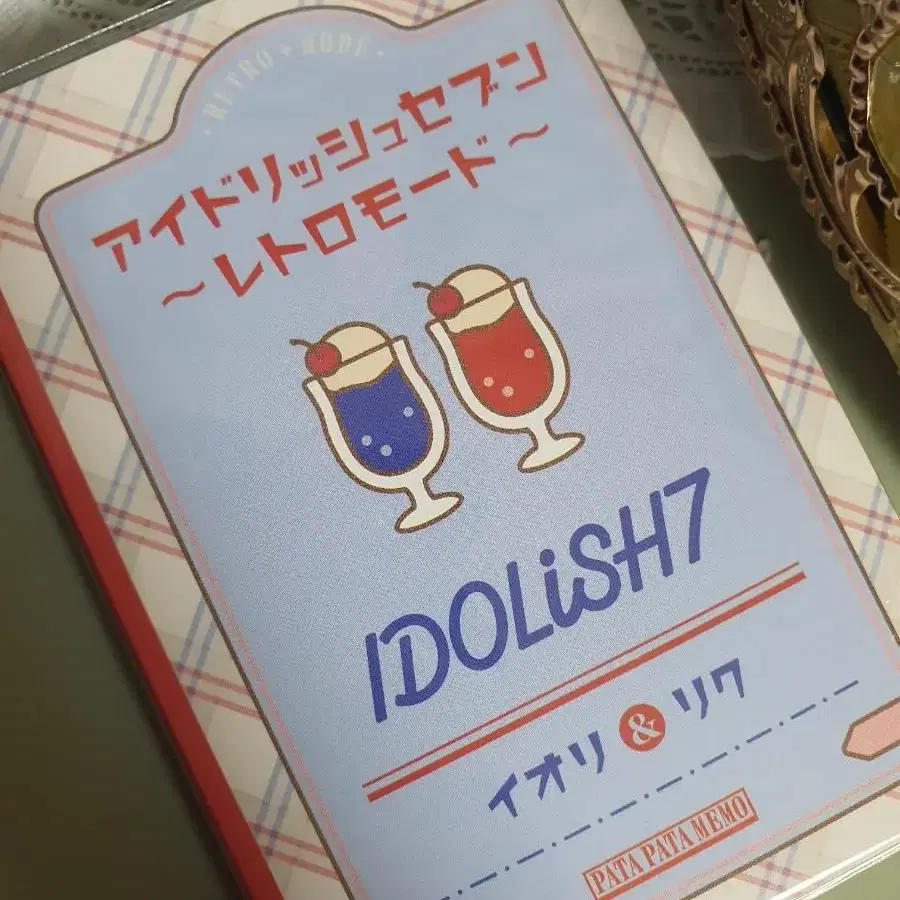 ・RETRO ✦ MODE・
アイドリッシュセブン
～レトロモード～
IDOLiSH7
イオリ & リク
PATA PATA MEMO